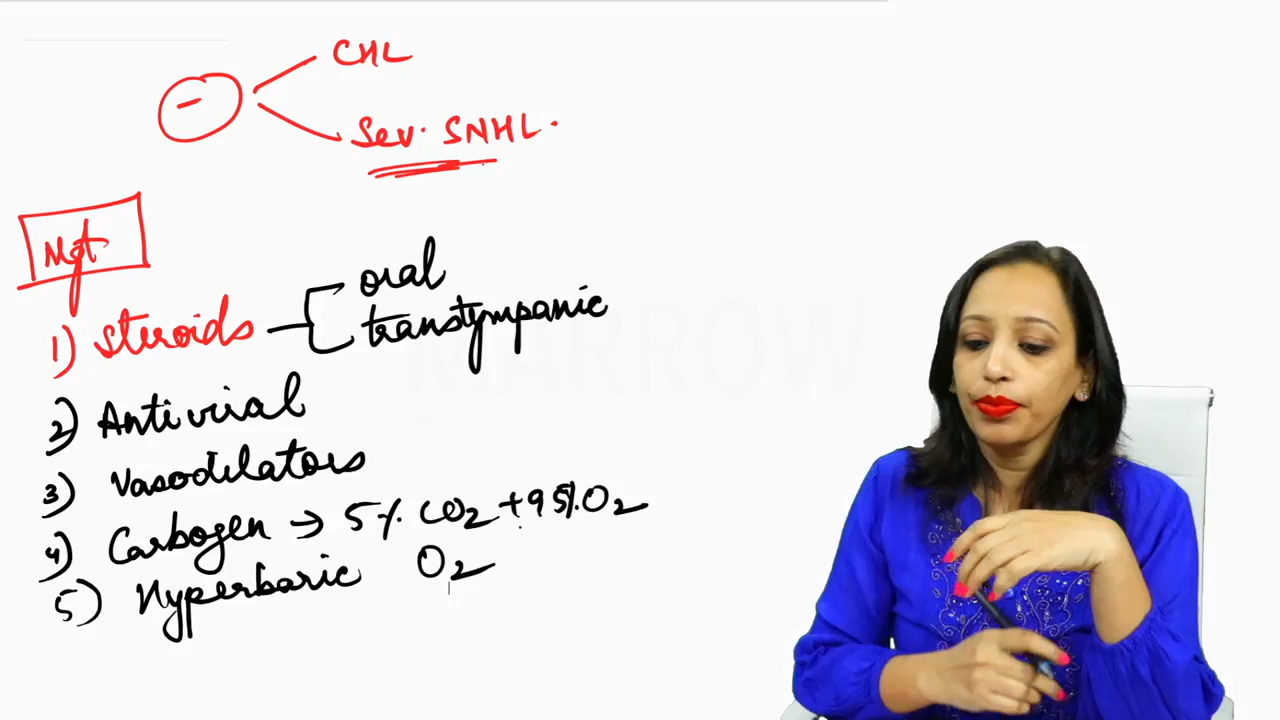 CHL
− Sev. SNHL.
Mgt
1) Steroids oral
transtympanic
2) Antiviral
3) Vasodilators
4) Carbogen → 5% CO2 + 95% O2
5) Hyperbaric O2
MARROW